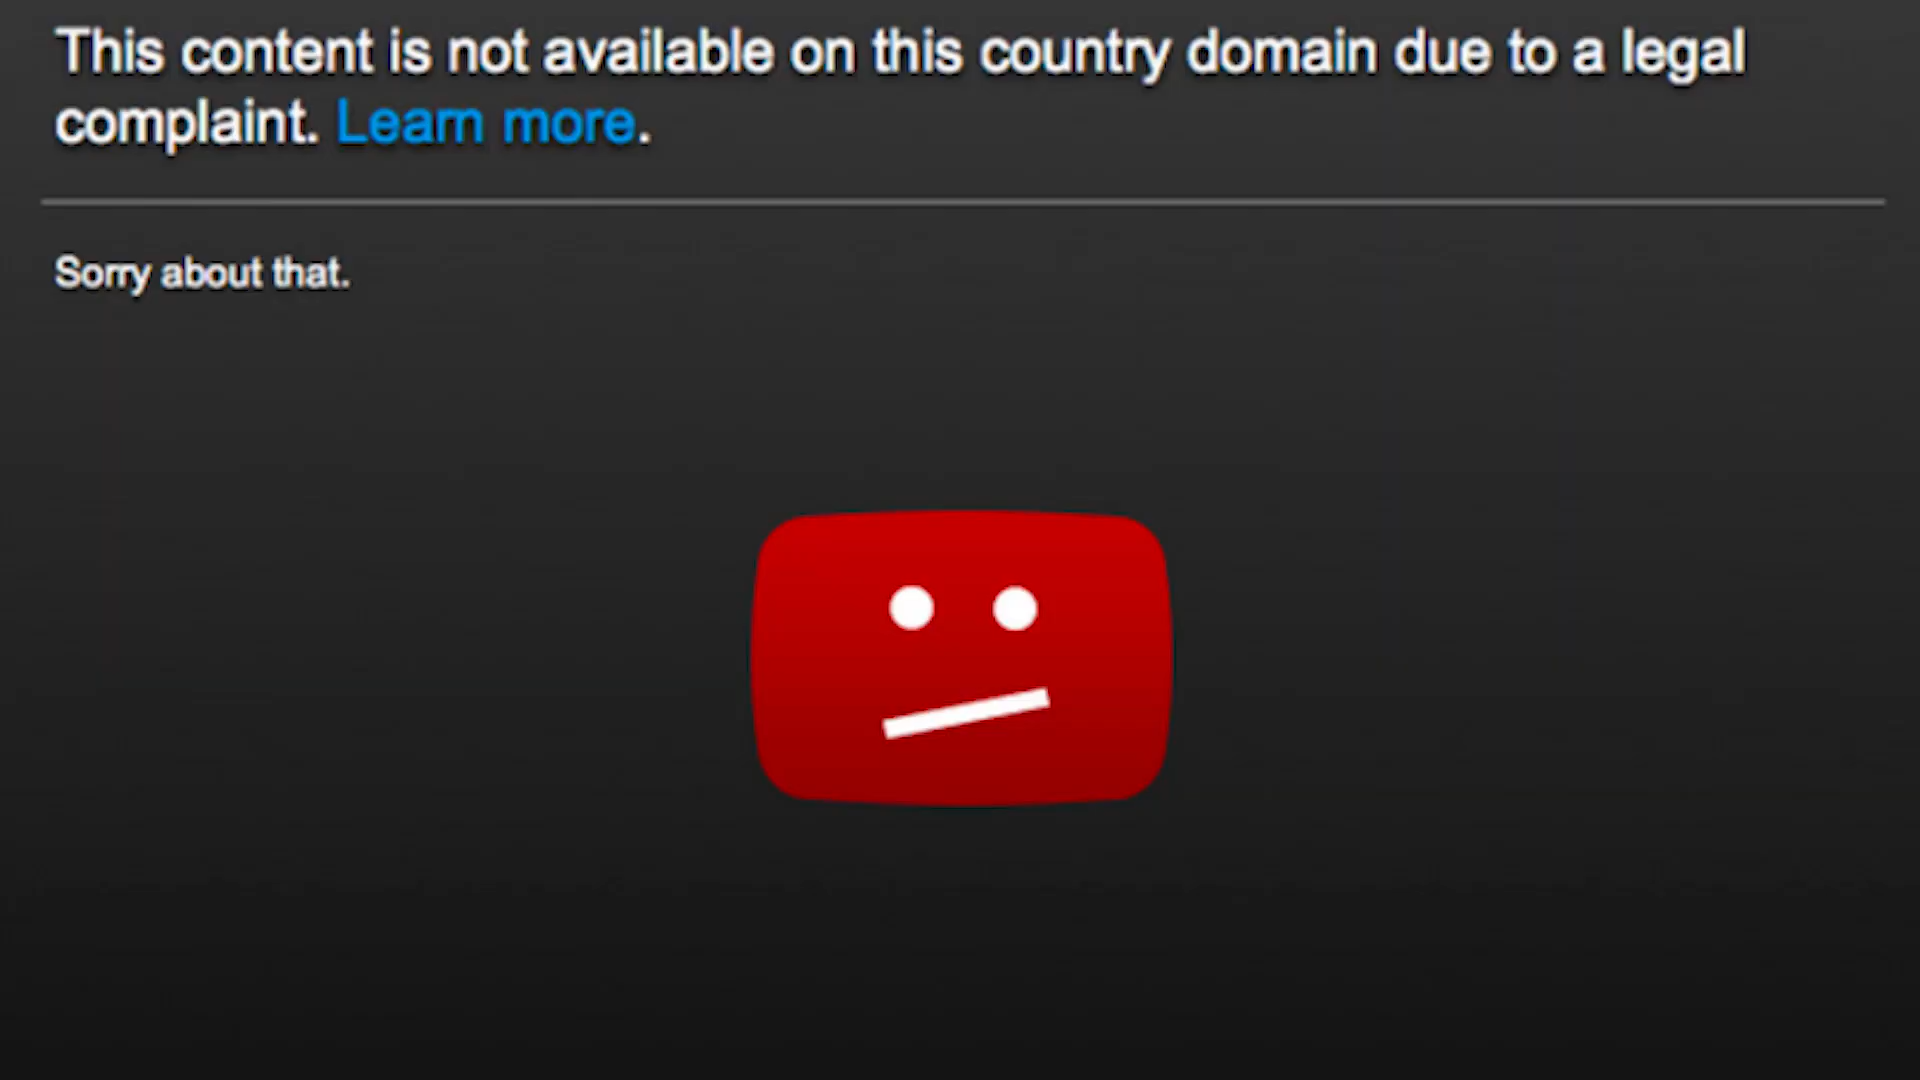 This content is not available on this country domain due to a legal
complaint. Learn more.
Sorry about that.